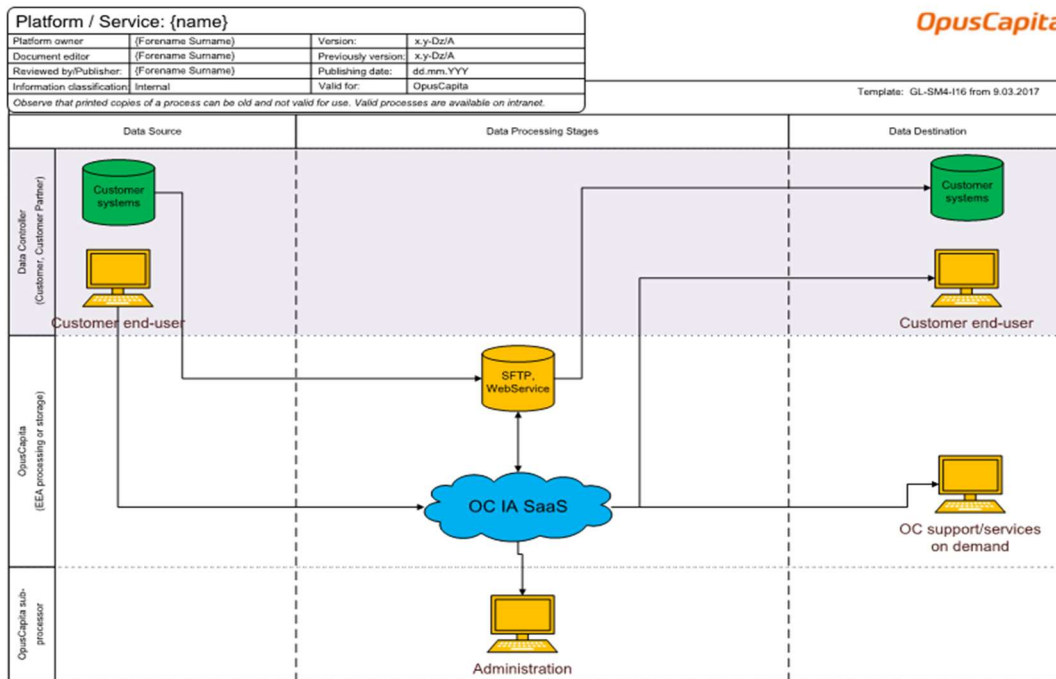 Platform / Service: {name}
OpusCapita
Platform owner {Forename Surname} Version: x.y-Dz/A
Document editor {Forename Surname} Previously version: x.y-Dz/A
Reviewed by/Publisher: {Forename Surname} Publishing date: dd.mm.YYY
Information classification: Internal Valid for: OpusCapita
Observe that printed copies of a process can be old and not valid for use. Valid processes are available on intranet.
Template: GL-SM4-I16 from 9.03.2017
Data Source Data Processing Stages Data Destination
Data Controller
(Customer, Customer Partner)
Customer
systems
Customer end-user
Customer
systems
Customer end-user
OpusCapita
(EEA processing or storage)
SFTP,
WebService
OC IA SaaS
OC support/services
on demand
OpusCapita sub-
processor
Administration